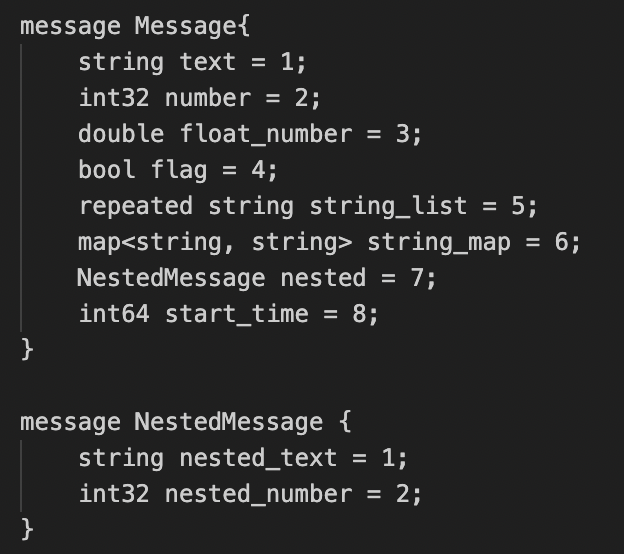 message Message{
    string text = 1;
    int32 number = 2;
    double float_number = 3;
    bool flag = 4;
    repeated string string_list = 5;
    map<string, string> string_map = 6;
    NestedMessage nested = 7;
    int64 start_time = 8;
}

message NestedMessage {
    string nested_text = 1;
    int32 nested_number = 2;
}